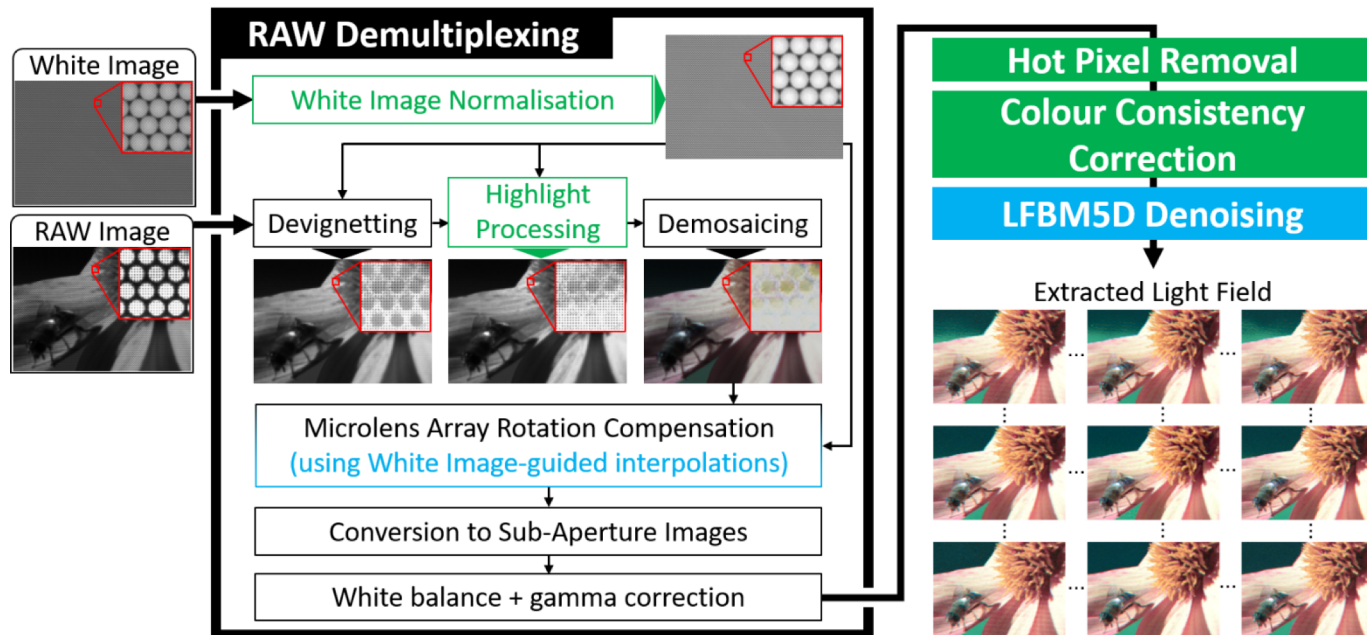 RAW Demultiplexing
White Image
White Image Normalisation
RAW Image
Devignetting
Highlight
Processing
Demosaicing
Microlens Array Rotation Compensation
(using White Image-guided interpolations)
Conversion to Sub-Aperture Images
White balance + gamma correction
Hot Pixel Removal
Colour Consistency
Correction
LFBM5D Denoising
Extracted Light Field
...
...
...
...
...
...